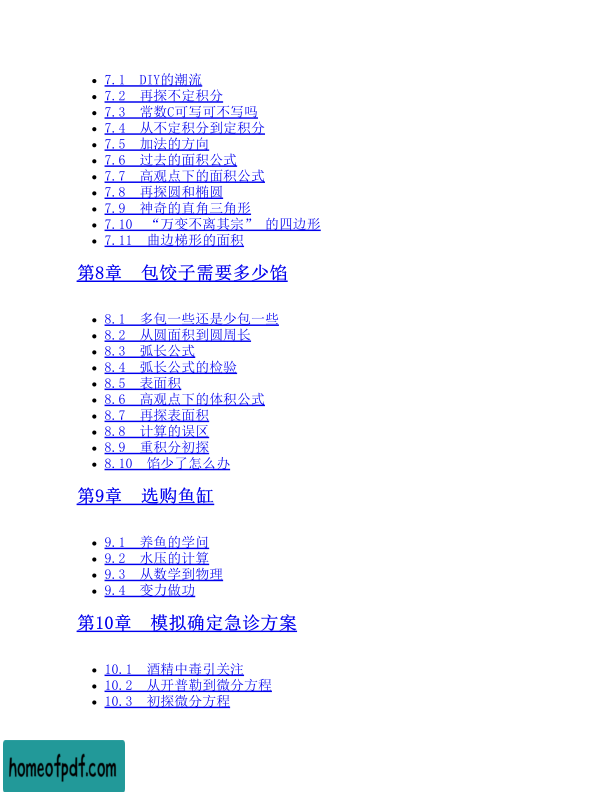 7.1 DIY的潮流
7.2 再探不定积分
7.3 常数C可写可不写吗
7.4 从不定积分到定积分
7.5 加法的方向
7.6 过去的面积公式
7.7 高观点下的面积公式
7.8 再探圆和椭圆
7.9 神奇的直角三角形
7.10 “万变不离其宗” 的四边形
7.11 曲边梯形的面积
第8章 包饺子需要多少馅
8.1 多包一些还是少包一些
8.2 从圆面积到圆周长
8.3 弧长公式
8.4 弧长公式的检验
8.5 表面积
8.6 高观点下的体积公式
8.7 再探表面积
8.8 计算的误区
8.9 重积分初探
8.10 馅少了怎么办
第9章 选购鱼缸
9.1 养鱼的学问
9.2 水压的计算
9.3 从数学到物理
9.4 变力做功
第10章 模拟确定急诊方案
10.1 酒精中毒引关注
10.2 从开普勒到微分方程
10.3 初探微分方程
homeofpdf.com